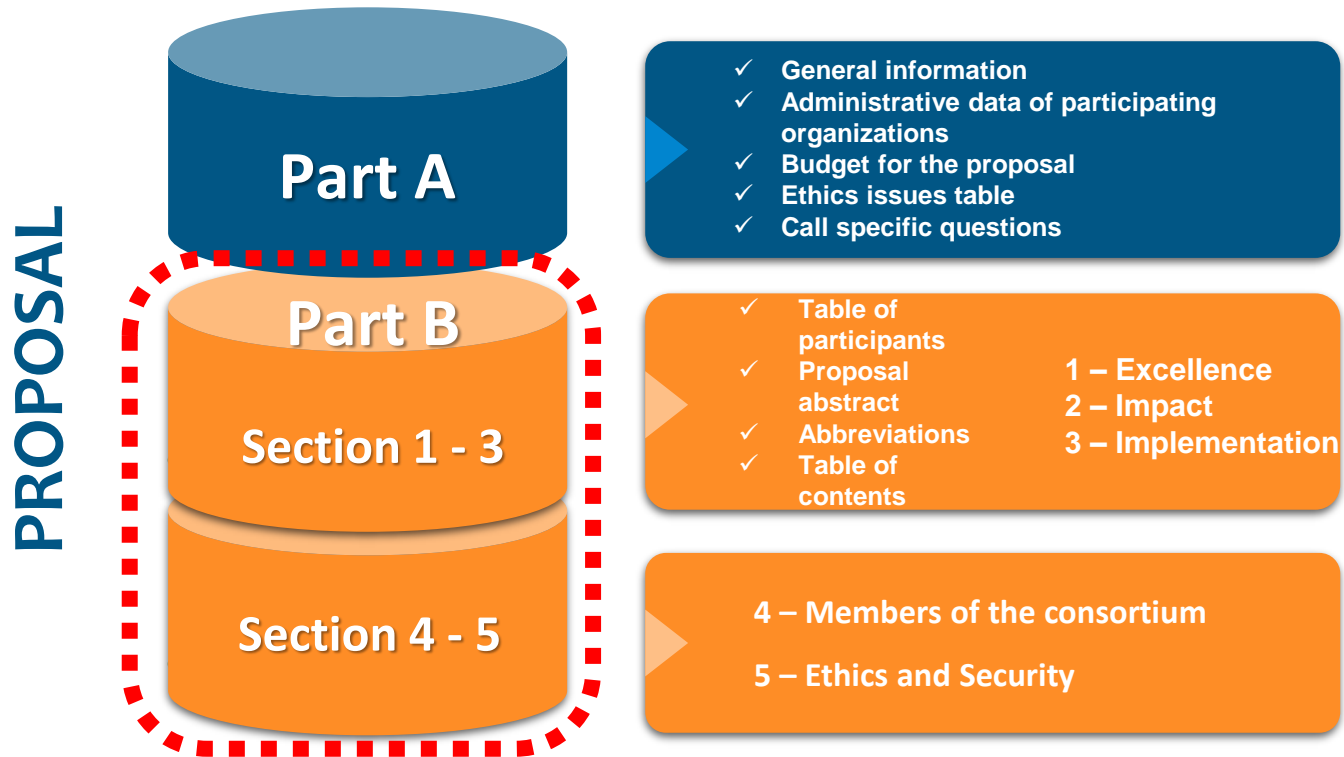 PROPOSAL
Part A
✓ General information
✓ Administrative data of participating
organizations
✓ Budget for the proposal
✓ Ethics issues table
✓ Call specific questions
Part B
Section 1 - 3
✓ Table of
participants
✓ Proposal
abstract
✓ Abbreviations
✓ Table of
contents
1 – Excellence
2 – Impact
3 – Implementation
Section 4 - 5
4 – Members of the consortium
5 – Ethics and Security